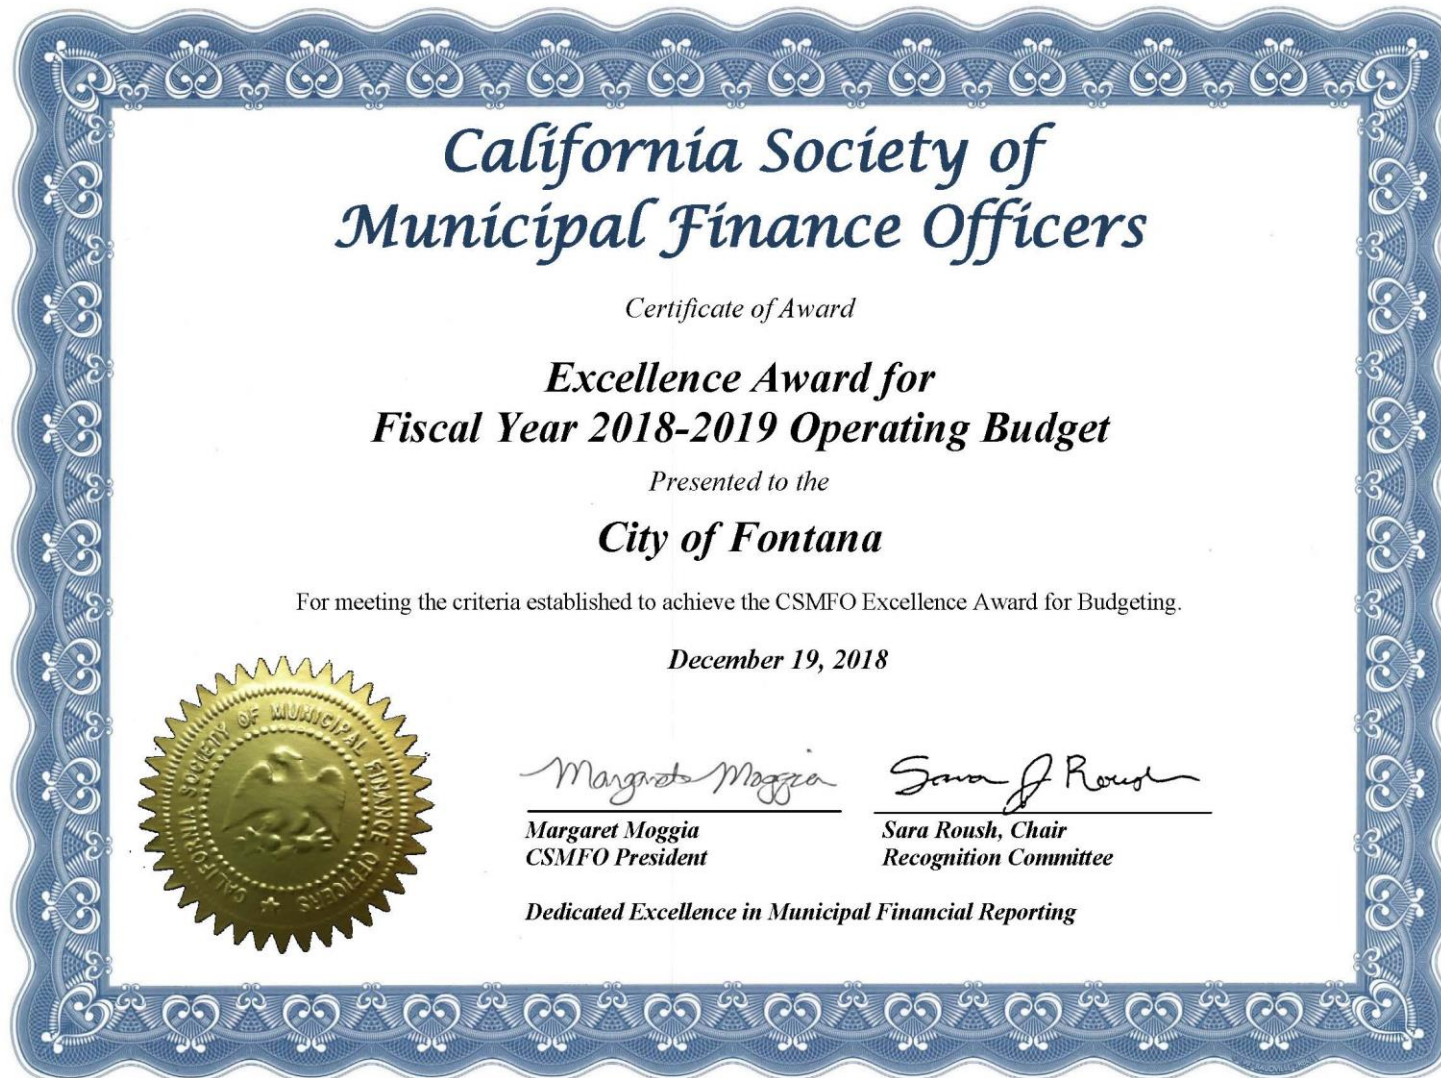 California Society of
Municipal Finance Officers
Certificate of Award
Excellence Award for
Fiscal Year 2018-2019 Operating Budget
Presented to the
City of Fontana
For meeting the criteria established to achieve the CSMFO Excellence Award for Budgeting.
December 19, 2018
CALIFORNIA SOCIETY OF MUNICIPAL FINANCE OFFICERS
Margaret Moggia
Sara J Roush
Margaret Moggia
CSMFO President
Sara Roush, Chair
Recognition Committee
Dedicated Excellence in Municipal Financial Reporting